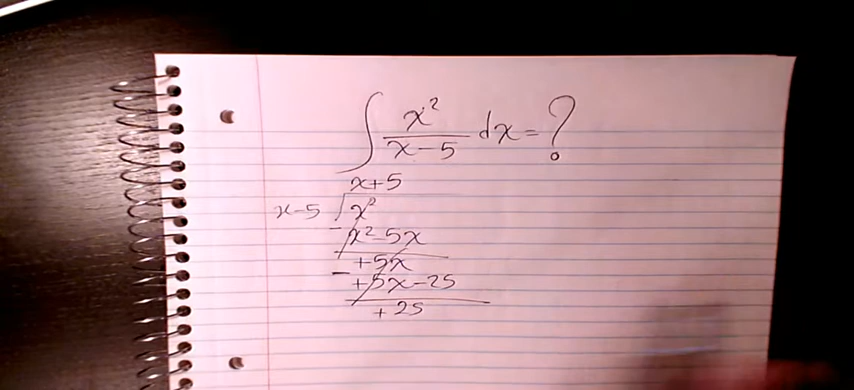 ∫ x²/(x-5) dx = ?
x+5
x-5 √x²
- x²-5x
+5x
- +5x-25
+25